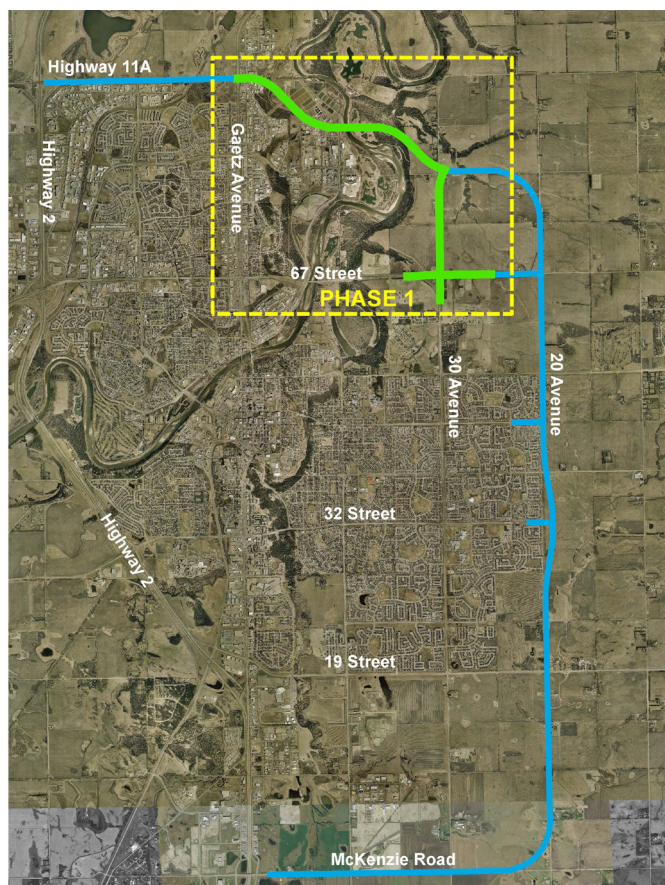 Highway 11A
Highway 2
Gaetz Avenue
67 Street
PHASE 1
30 Avenue
20 Avenue
32 Street
Highway 2
19 Street
McKenzie Road